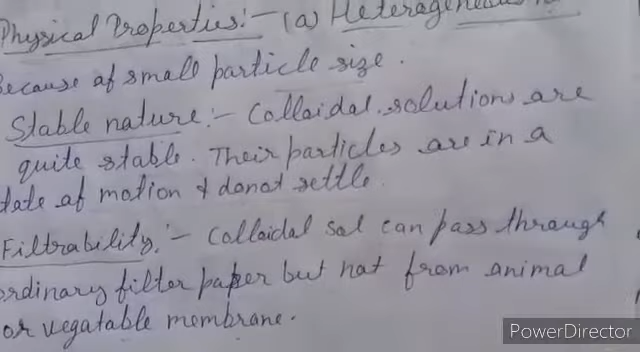 Physical Properties:- (a) Heterogeneous
Because of small particle size.
Stable nature:- Colloidal solutions are
quite stable. Their particles are in a
state of motion & donot settle.
Filtrability:- Colloidal sol can pass through
ordinary filter paper but not from animal
or vegatable membrane.
PowerDirector